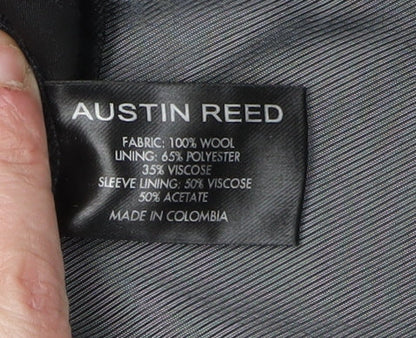 AUSTIN REED
FABRIC: 100% WOOL
LINING: 65% POLYESTER
35% VISCOSE
SLEEVE LINING: 50% VISCOSE
50% ACETATE
MADE IN COLOMBIA